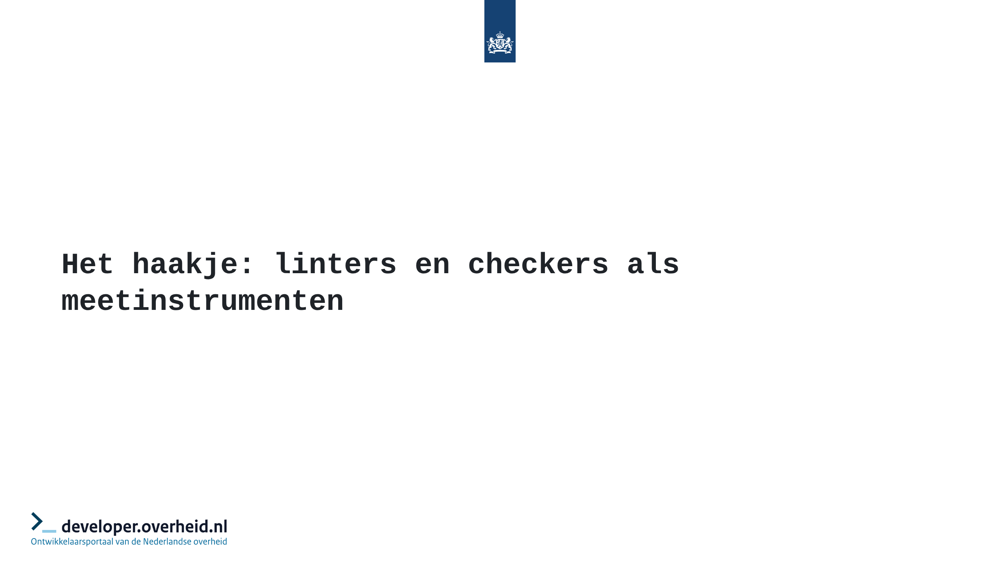 Het haakje: linters en checkers als
meetinstrumenten
developer.overheid.nl
Ontwikkelaarsportaal van de Nederlandse overheid